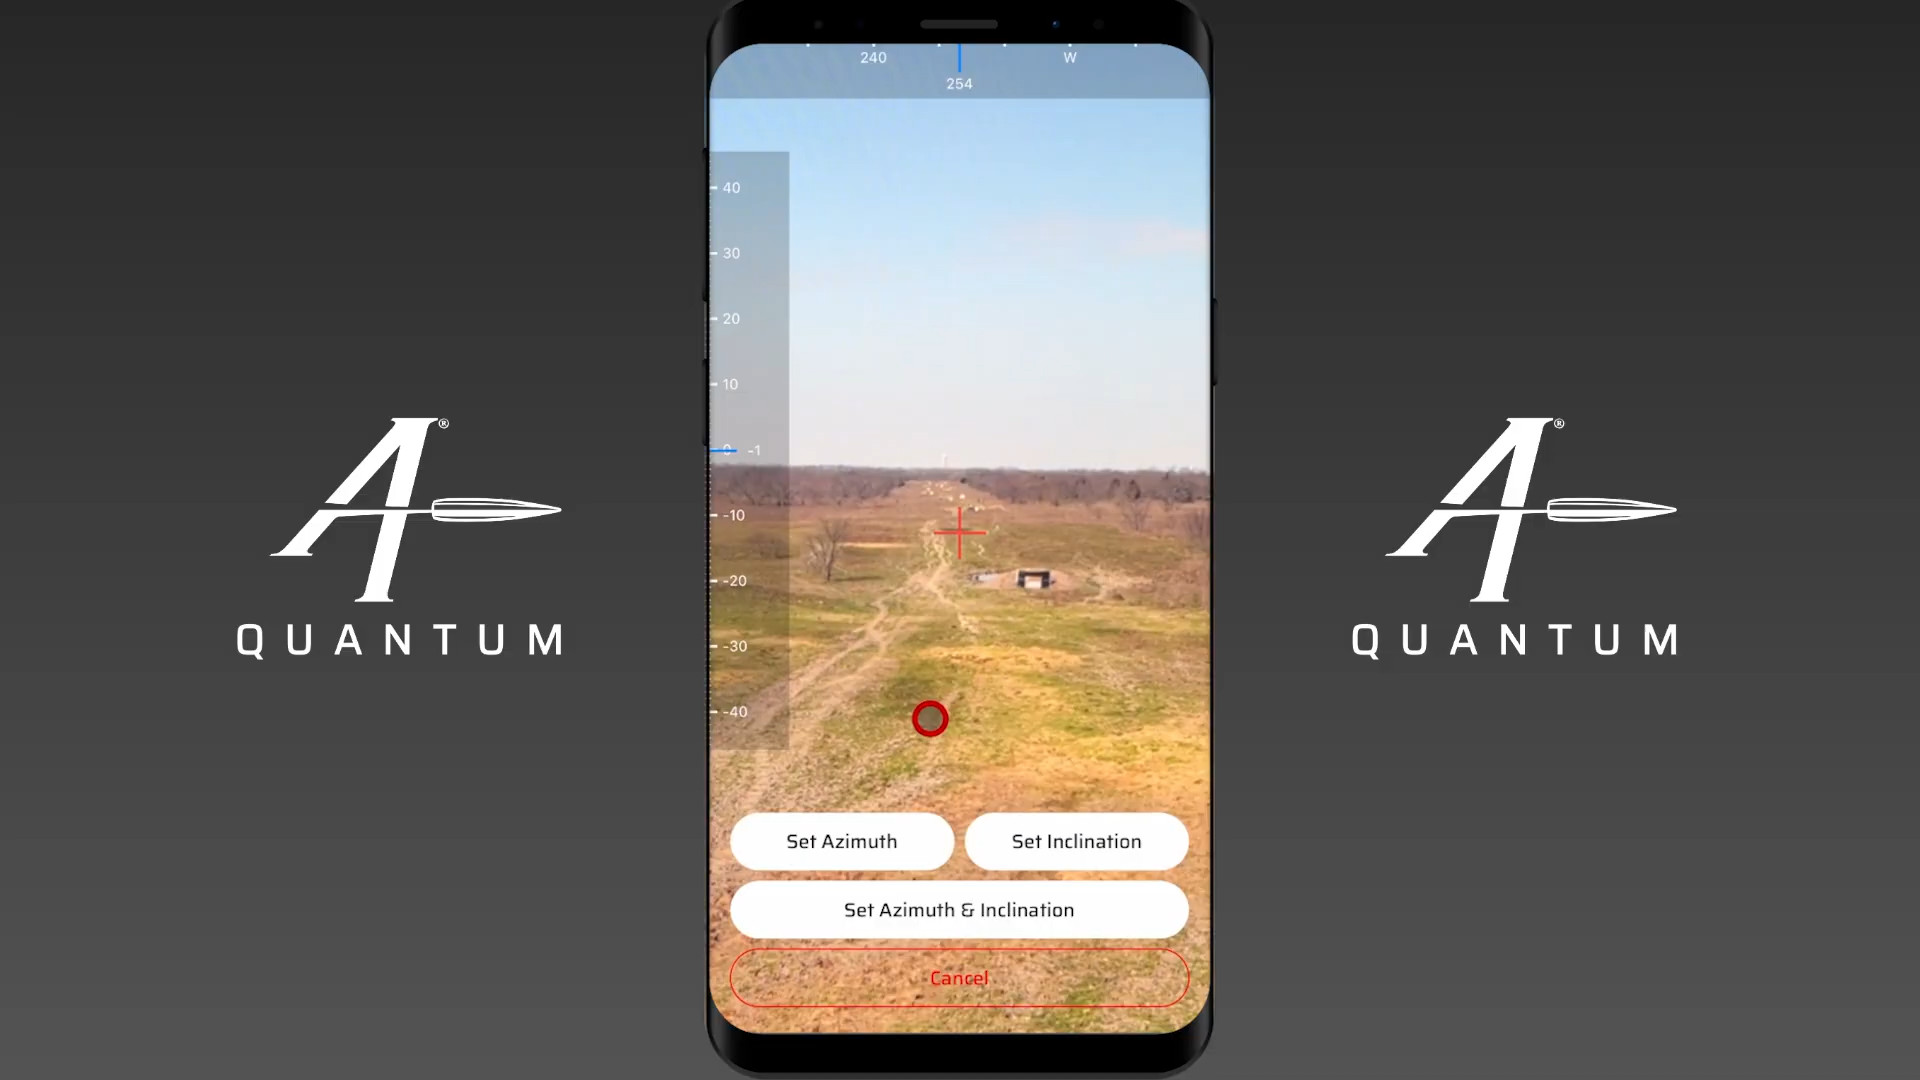 240
W
254
40
30
20
10
0
-1
-10
-20
-30
-40
®
QUANTUM
®
QUANTUM
Set Azimuth
Set Inclination
Set Azimuth & Inclination
Cancel